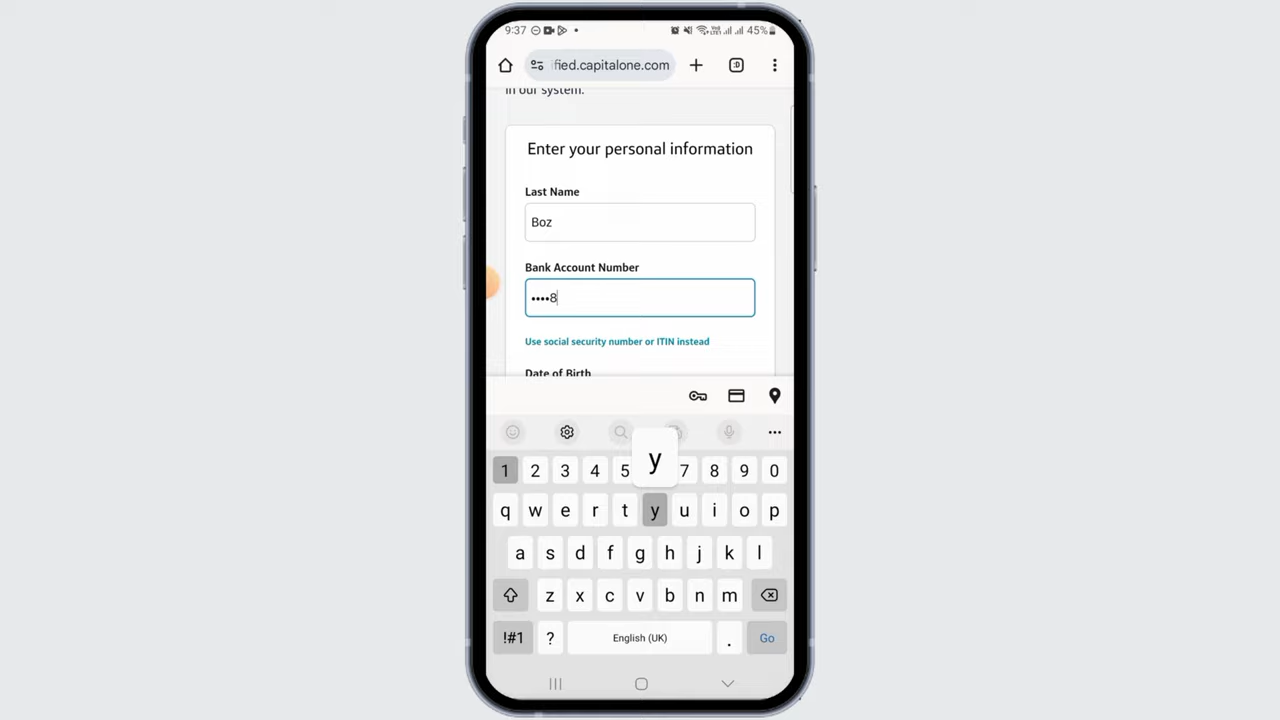 9:37 45%
fied.capitalone.com
in our system.
Enter your personal information
Last Name
Boz
Bank Account Number
••••8
Use social security number or ITIN instead
Date of Birth
y
1 2 3 4 5 7 8 9 0
q w e r t y u i o p
a s d f g h j k l
z x c v b n m
!#1 ? English (UK) . Go